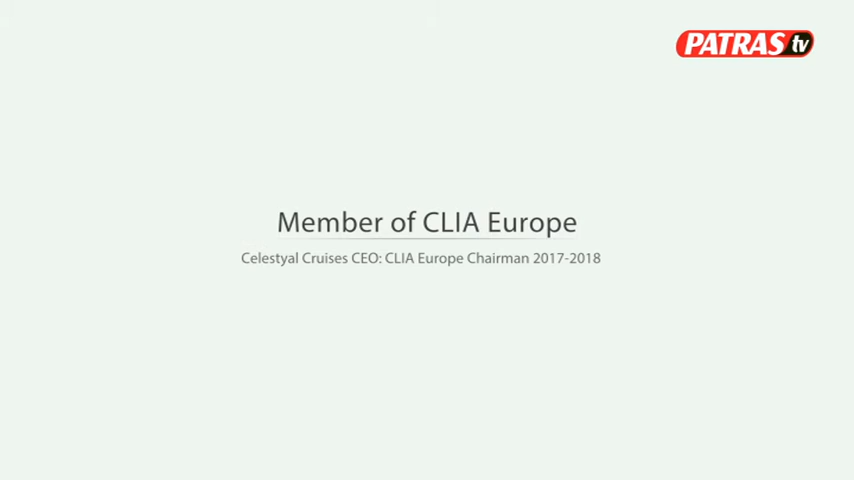 PATRAS tv
Member of CLIA Europe
Celestyal Cruises CEO: CLIA Europe Chairman 2017-2018